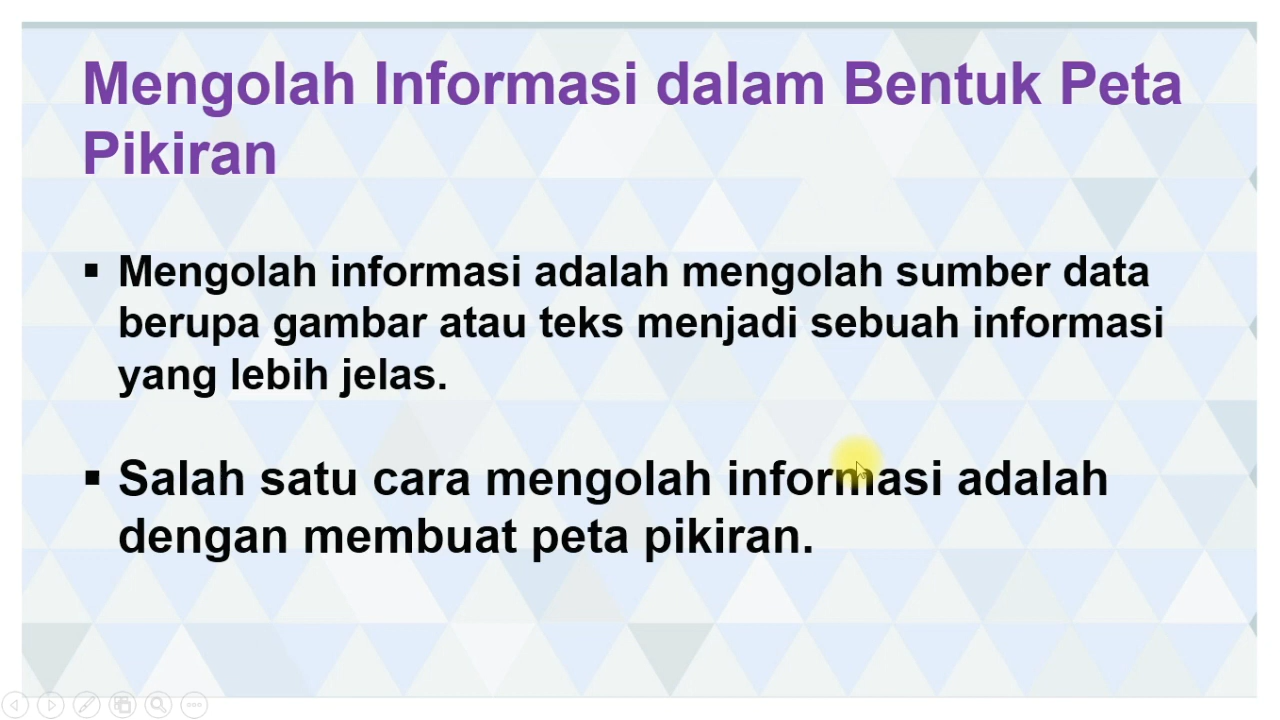 Mengolah Informasi dalam Bentuk Peta
Pikiran
▪ Mengolah informasi adalah mengolah sumber data
berupa gambar atau teks menjadi sebuah informasi
yang lebih jelas.
▪ Salah satu cara mengolah informasi adalah
dengan membuat peta pikiran.